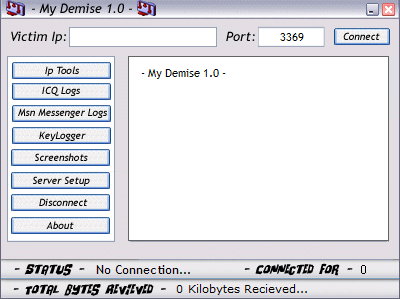 - My Demise 1.0 -
Victim Ip: Port: 3369 Connect
Ip Tools
ICQ Logs
Msn Messenger Logs
KeyLogger
Screenshots
Server Setup
Disconnect
About
- My Demise 1.0 -
- STATUS - No Connection... - CONNECTED FOR - 0
- TOTAL BYTES REVIEVED - 0 Kilobytes Recieved...